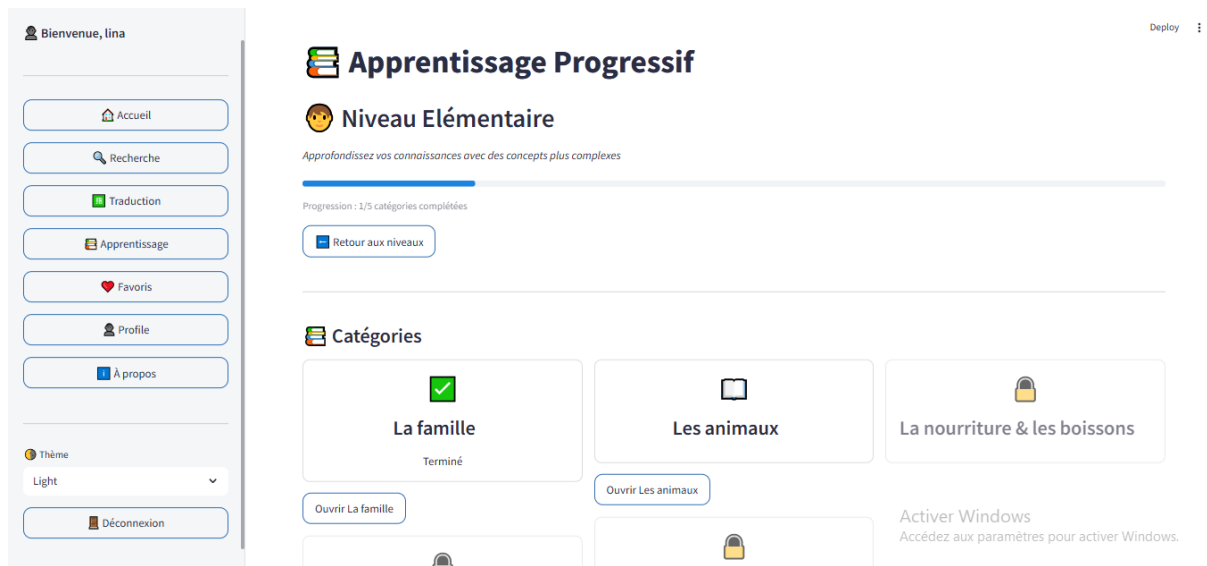 Bienvenue, lina
Accueil
Recherche
Traduction
Apprentissage
Favoris
Profile
À propos
Thème
Light
Déconnexion
Deploy
Apprentissage Progressif
Niveau Elémentaire
Approfondissez vos connaissances avec des concepts plus complexes
Progression : 1/5 catégories complétées
Retour aux niveaux
Catégories
La famille
Terminé
Ouvrir La famille
Les animaux
Ouvrir Les animaux
La nourriture & les boissons
Activer Windows
Accédez aux paramètres pour activer Windows.